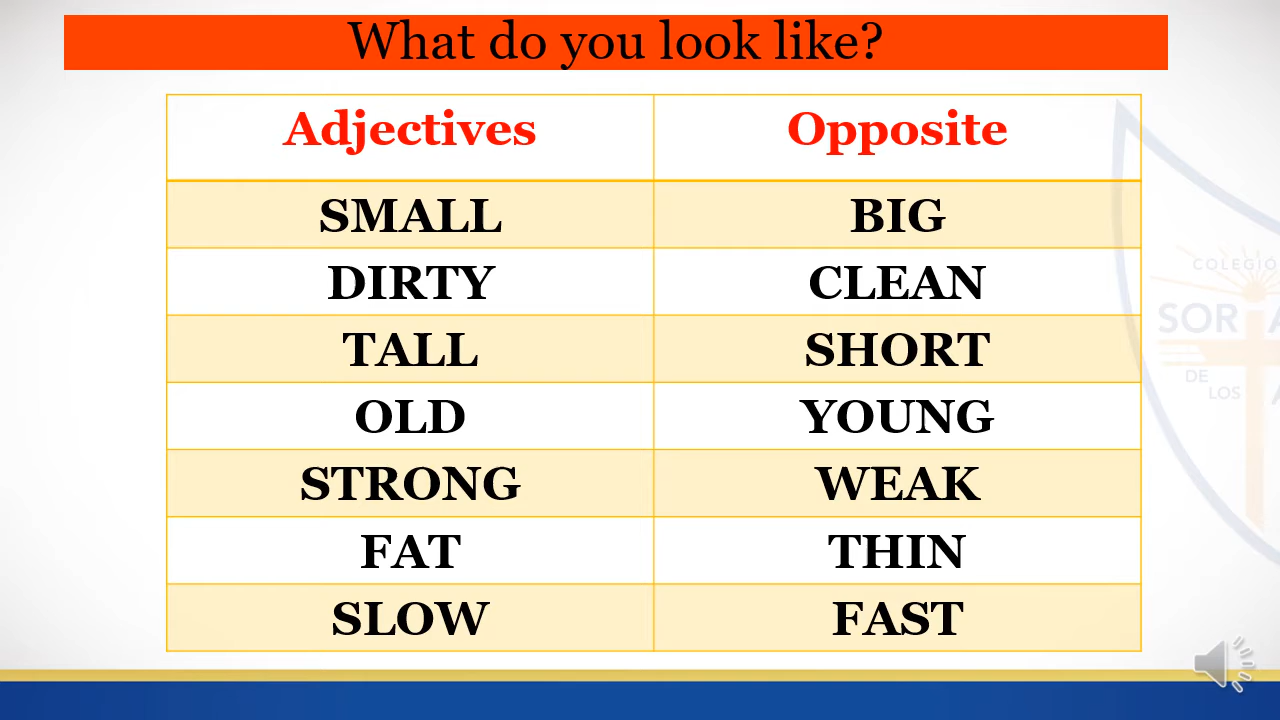 What do you look like?
Adjectives Opposite
SMALL BIG
DIRTY CLEAN
TALL SHORT
OLD YOUNG
STRONG WEAK
FAT THIN
SLOW FAST
COLEGIO
SOR
DE
LOS